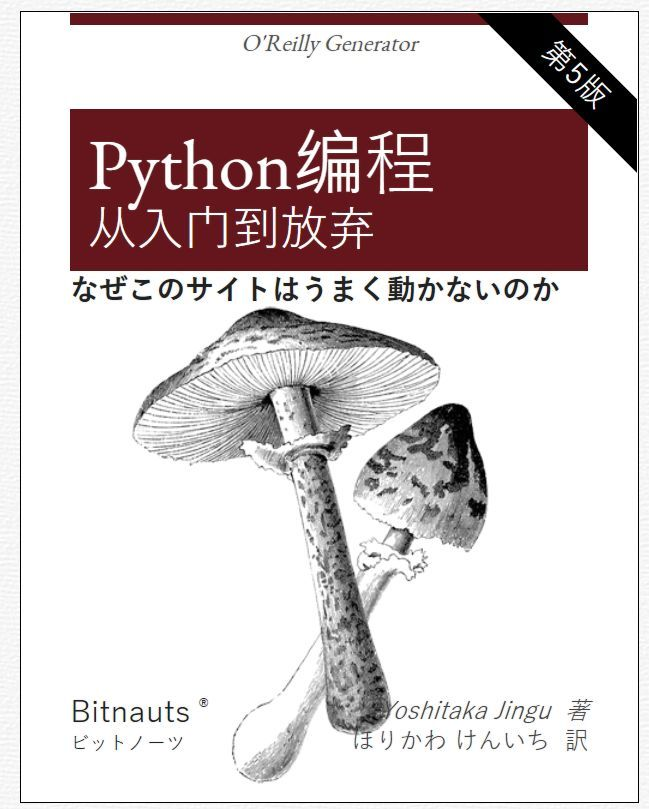 O'Reilly Generator
第5版
Python编程
从入门到放弃
なぜこのサイトはうまく動かないのか
Bitnauts ®
ビットノーツ
Yoshitaka Jingu 著
ほりかわ けんいち 訳